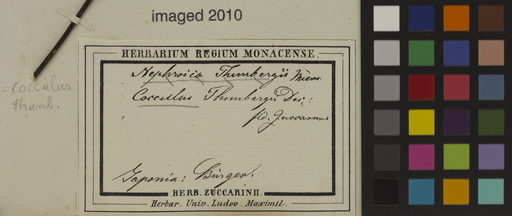 imaged 2010
HERBARIUM REGIUM MONACENSE.
= Cocculus
thunb.
Nephroica Thunbergii Miers
Cocculus Thunbergii Dec:
fid. Zuccarini
Japonia: Bürger.
HERB. ZUCCARINII.
Herbar. Univ. Ludov. Maximil.